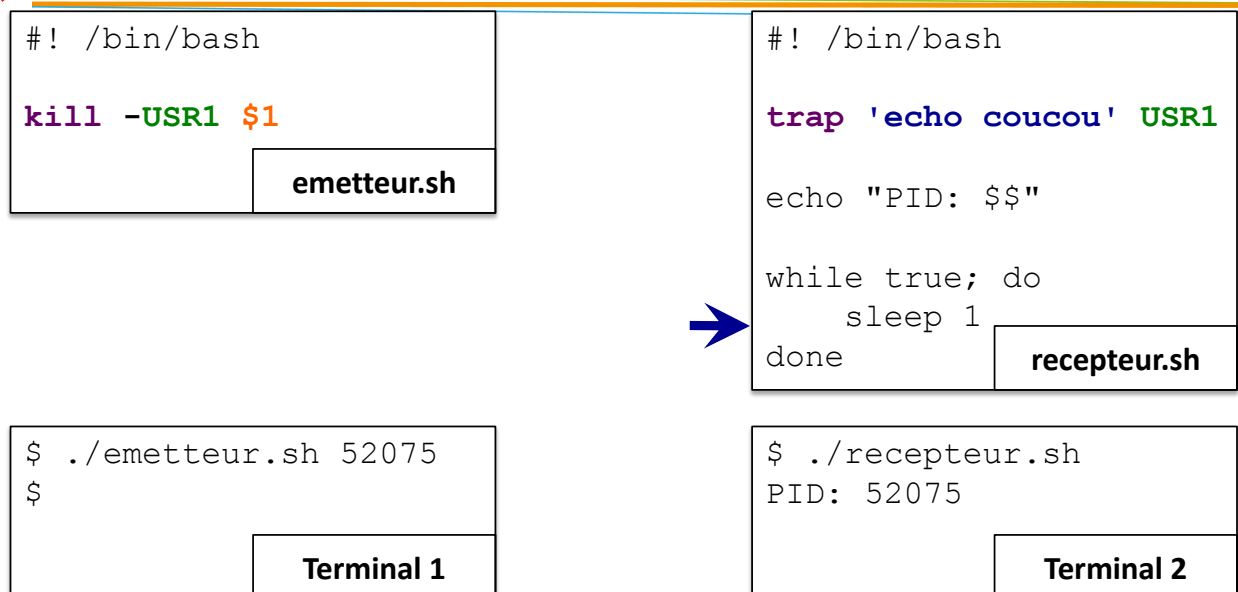 #! /bin/bash
kill -USR1 $1
emetteur.sh
#! /bin/bash
trap 'echo coucou' USR1
echo "PID: $$"
while true; do
sleep 1
done
recepteur.sh
$ ./emetteur.sh 52075
$
Terminal 1
$ ./recepteur.sh
PID: 52075
Terminal 2